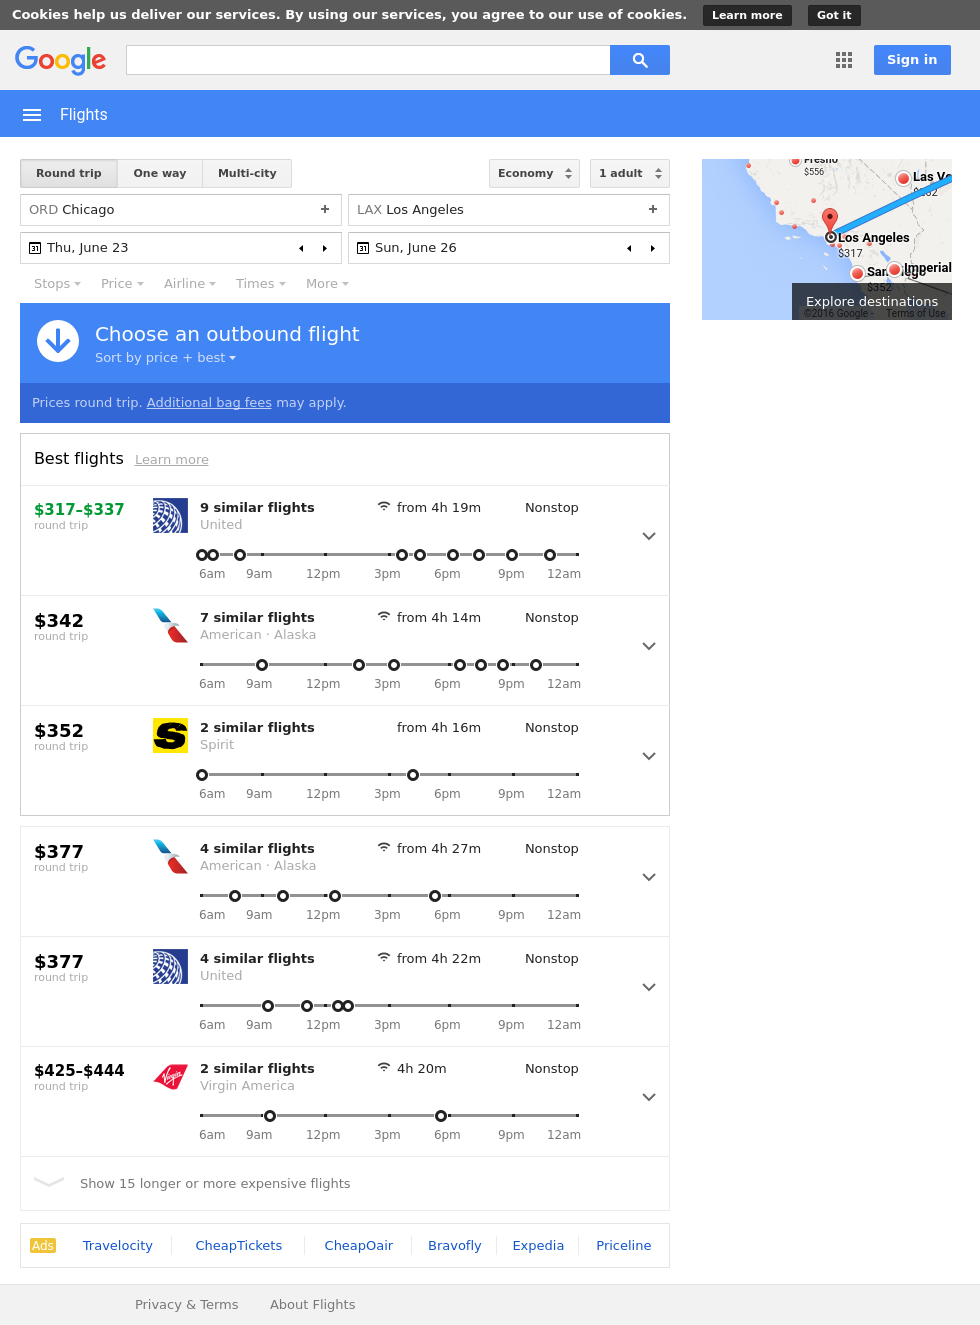 Cookies help us deliver our services. By using our services, you agree to our use of cookies. Learn more Got it
Google Sign in
Flights
Round trip One way Multi-city Economy 1 adult
ORD Chicago + LAX Los Angeles +
31 Thu, June 23 31 Sun, June 26
Stops Price Airline Times More
Choose an outbound flight
Sort by price + best
Prices round trip. Additional bag fees may apply.
Fresno
$556
Las Ve
Los Angeles
$317
Imperial
$352
Explore destinations
©2016 Google - Terms of Use
Best flights Learn more
$317–$337 9 similar flights from 4h 19m Nonstop
round trip United
6am 9am 12pm 3pm 6pm 9pm 12am
$342 7 similar flights from 4h 14m Nonstop
round trip American · Alaska
6am 9am 12pm 3pm 6pm 9pm 12am
$352 2 similar flights from 4h 16m Nonstop
round trip Spirit
6am 9am 12pm 3pm 6pm 9pm 12am
$377 4 similar flights from 4h 27m Nonstop
round trip American · Alaska
6am 9am 12pm 3pm 6pm 9pm 12am
$377 4 similar flights from 4h 22m Nonstop
round trip United
6am 9am 12pm 3pm 6pm 9pm 12am
$425–$444 Virgin 2 similar flights 4h 20m Nonstop
round trip Virgin America
6am 9am 12pm 3pm 6pm 9pm 12am
Show 15 longer or more expensive flights
Ads Travelocity CheapTickets CheapOair Bravofly Expedia Priceline
Privacy & Terms About Flights